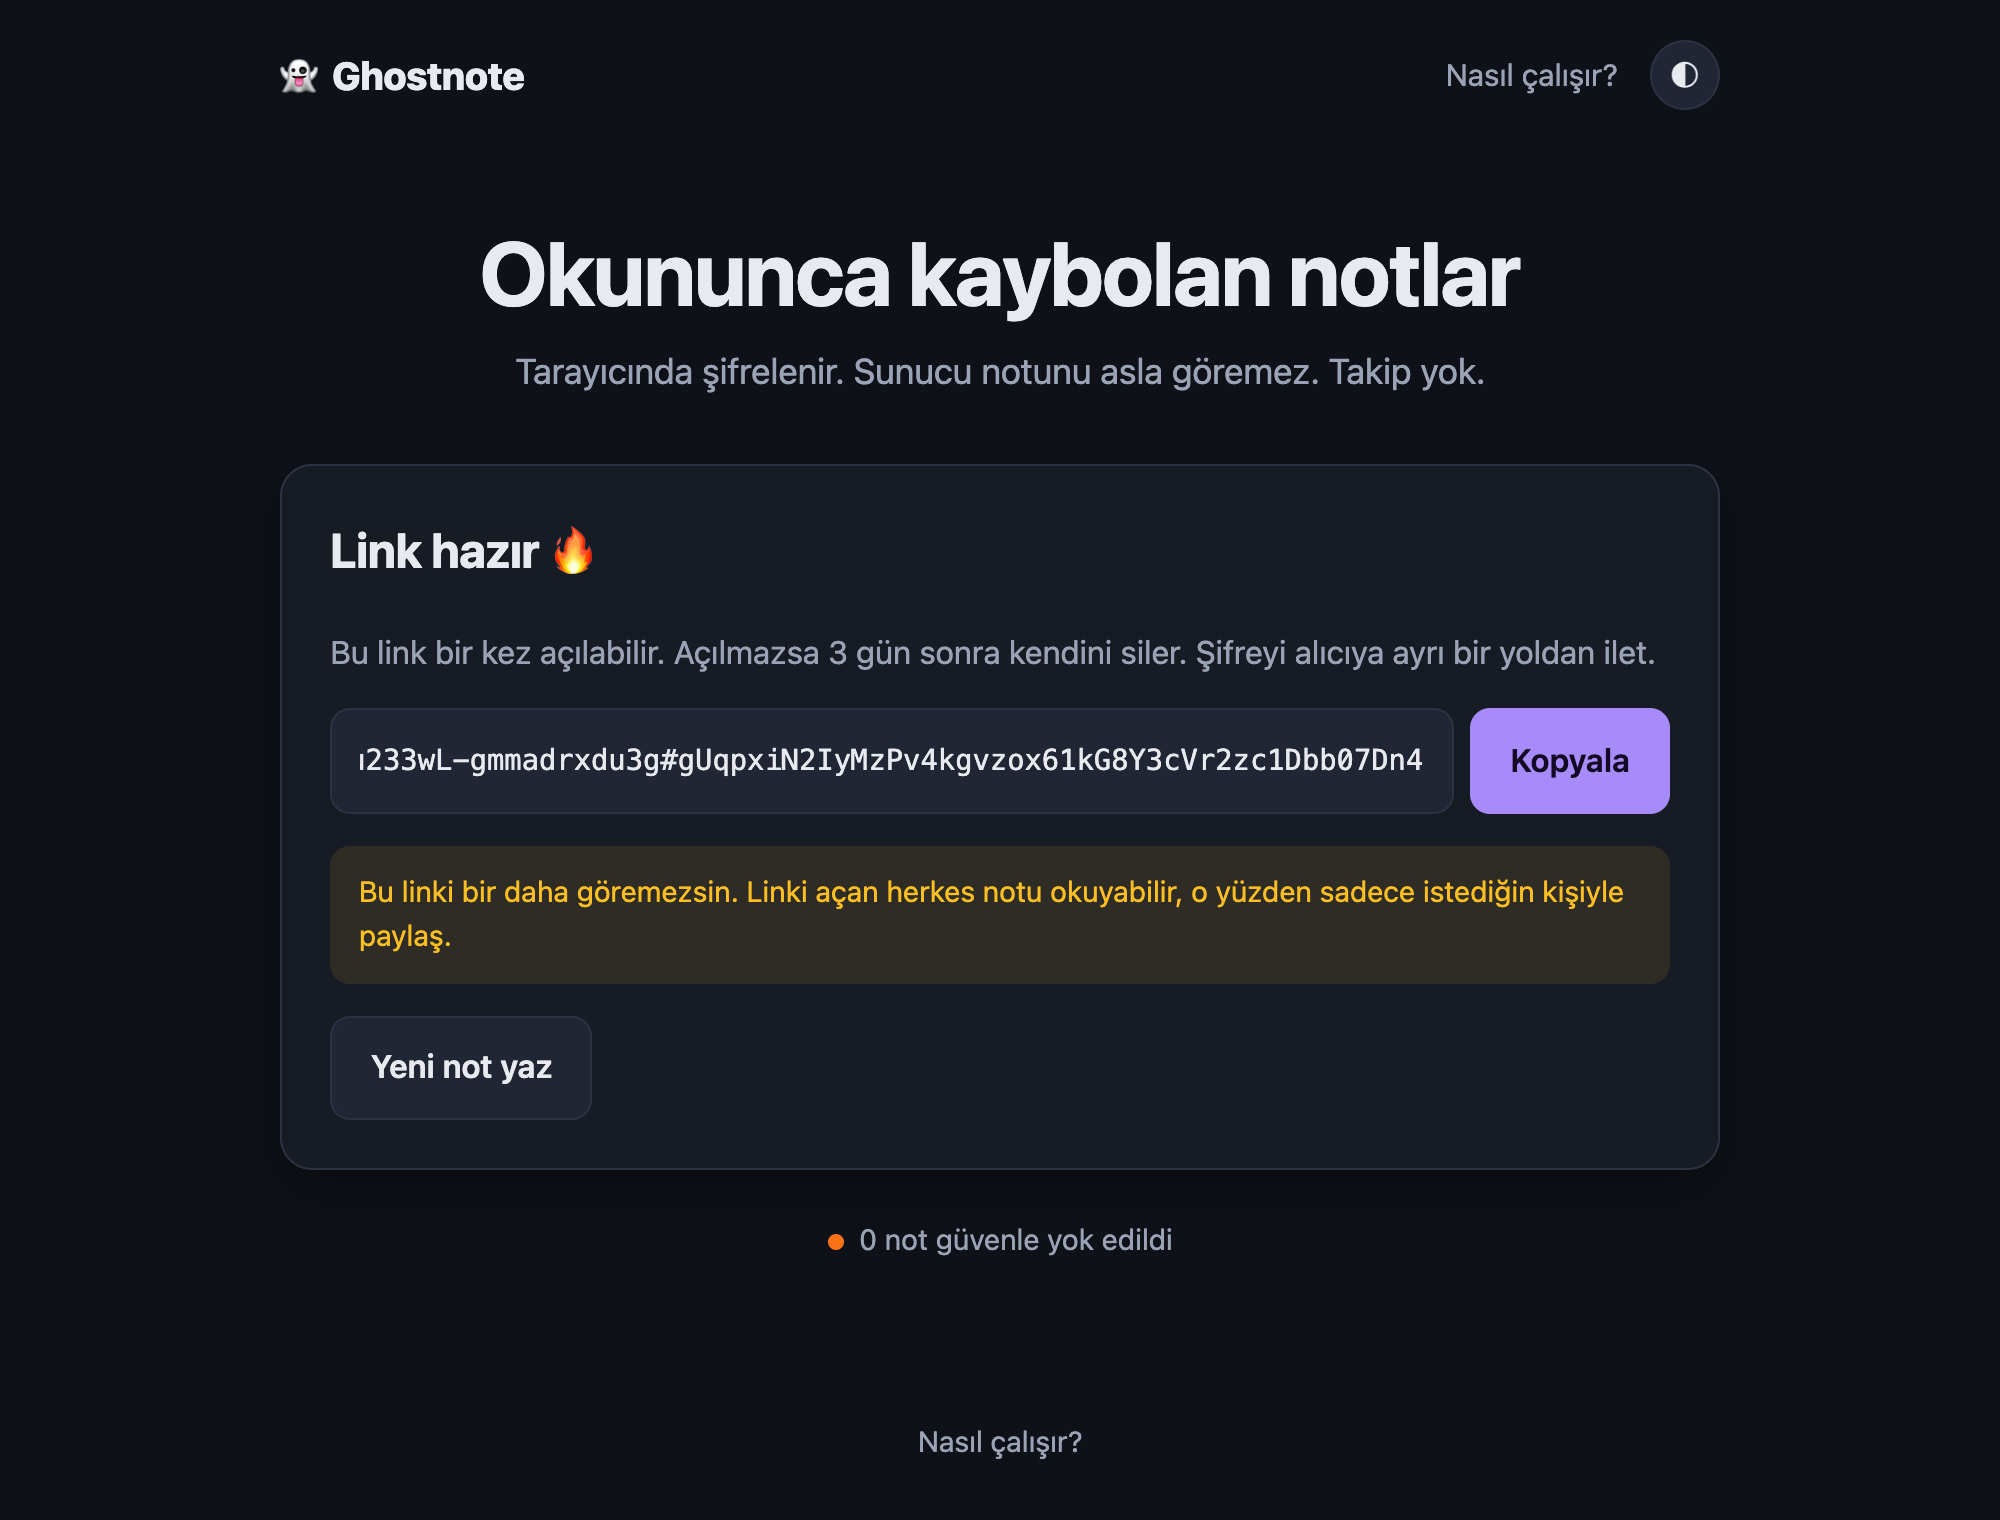 👻 Ghostnote
Nasıl çalışır?
Okununca kaybolan notlar
Tarayıcında şifrelenir. Sunucu notunu asla göremez. Takip yok.
Link hazır 🔥
Bu link bir kez açılabilir. Açılmazsa 3 gün sonra kendini siler. Şifreyi alıcıya ayrı bir yoldan ilet.
233wL-gmmadrxdu3g#gUqpxiN2IyMzPv4kgvzox61kG8Y3cVr2zc1Dbb07Dn4
Kopyala
Bu linki bir daha göremezsin. Linki açan herkes notu okuyabilir, o yüzden sadece istediğin kişiyle
paylaş.
Yeni not yaz
0 not güvenle yok edildi
Nasıl çalışır?